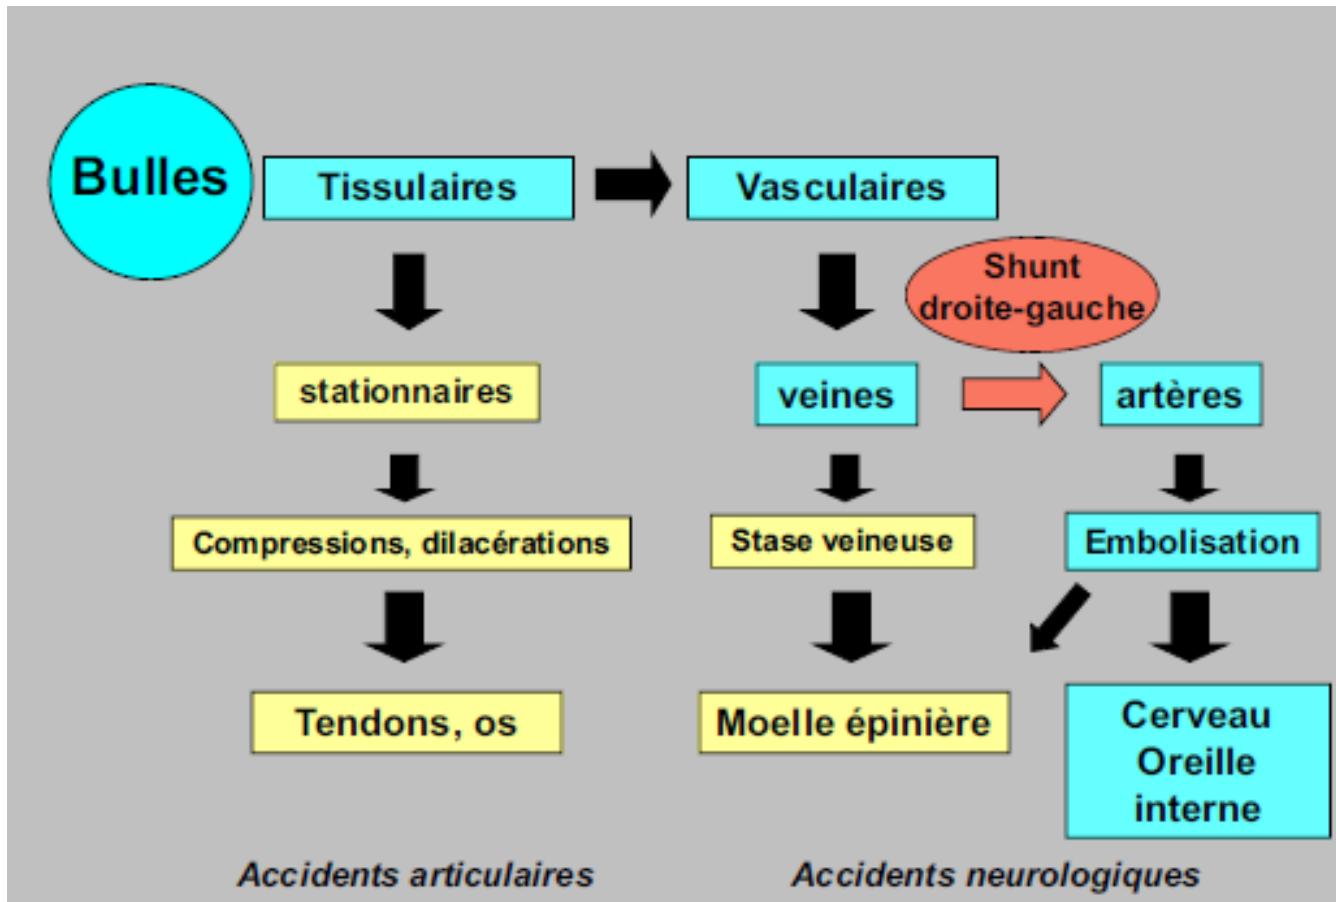 Bulles
Tissulaires
Vasculaires
Shunt
droite-gauche
stationnaires
veines
artères
Compressions, dilacérations
Stase veineuse
Embolisation
Tendons, os
Moelle épinière
Cerveau
Oreille
interne
Accidents articulaires
Accidents neurologiques